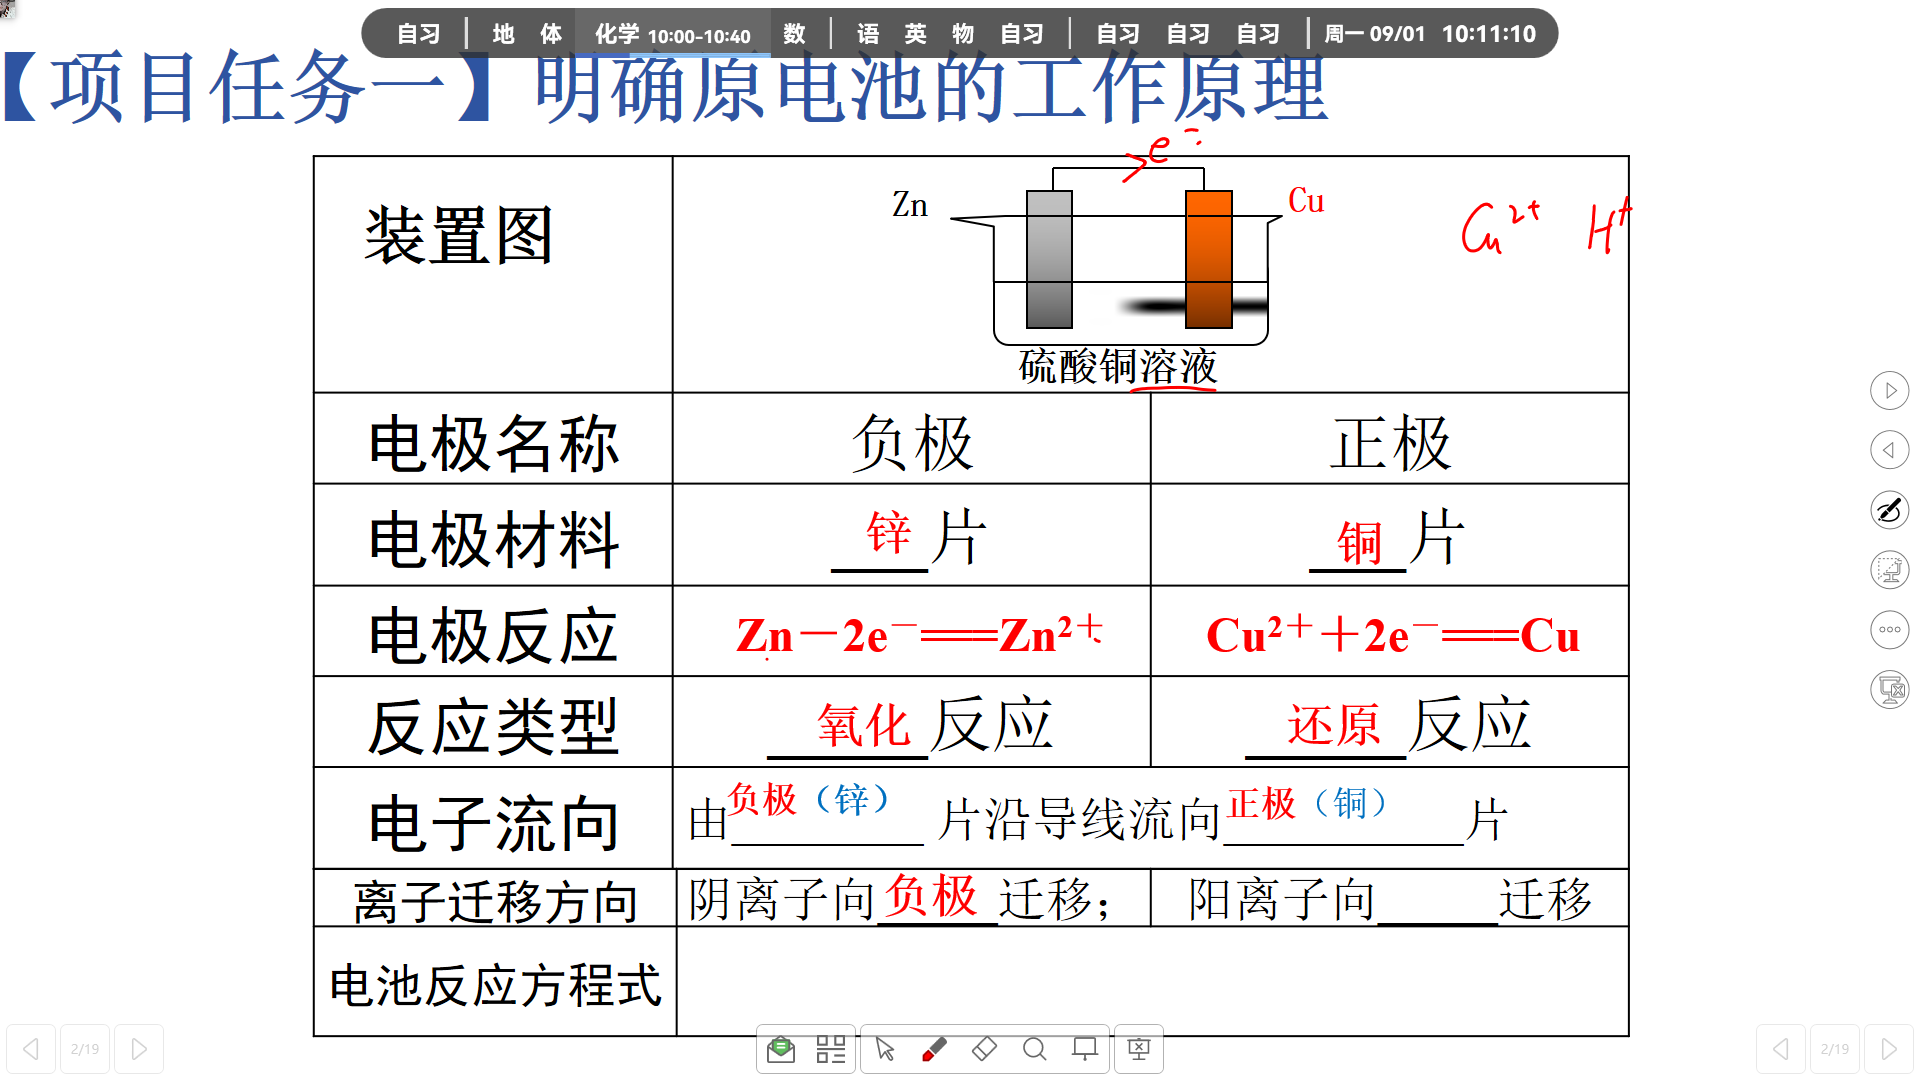 自习 | 地 体 化学 10:00-10:40 数 | 语 英 物 自习 | 自习 自习 自习 | 周一 09/01 10:11:10
【项目任务一】明确原电池的工作原理
e⁻
装置图
Zn
Cu
Cu²⁺ H⁺
硫酸铜溶液
电极名称 负极 正极
电极材料 锌片 铜片
电极反应 Zn－2e⁻═══Zn²⁺ Cu²⁺＋2e⁻═══Cu
反应类型 氧化反应 还原反应
电子流向 由负极（锌）片沿导线流向正极（铜）片
离子迁移方向 阴离子向负极迁移； 阳离子向_____迁移
电池反应方程式
2/19 2/19